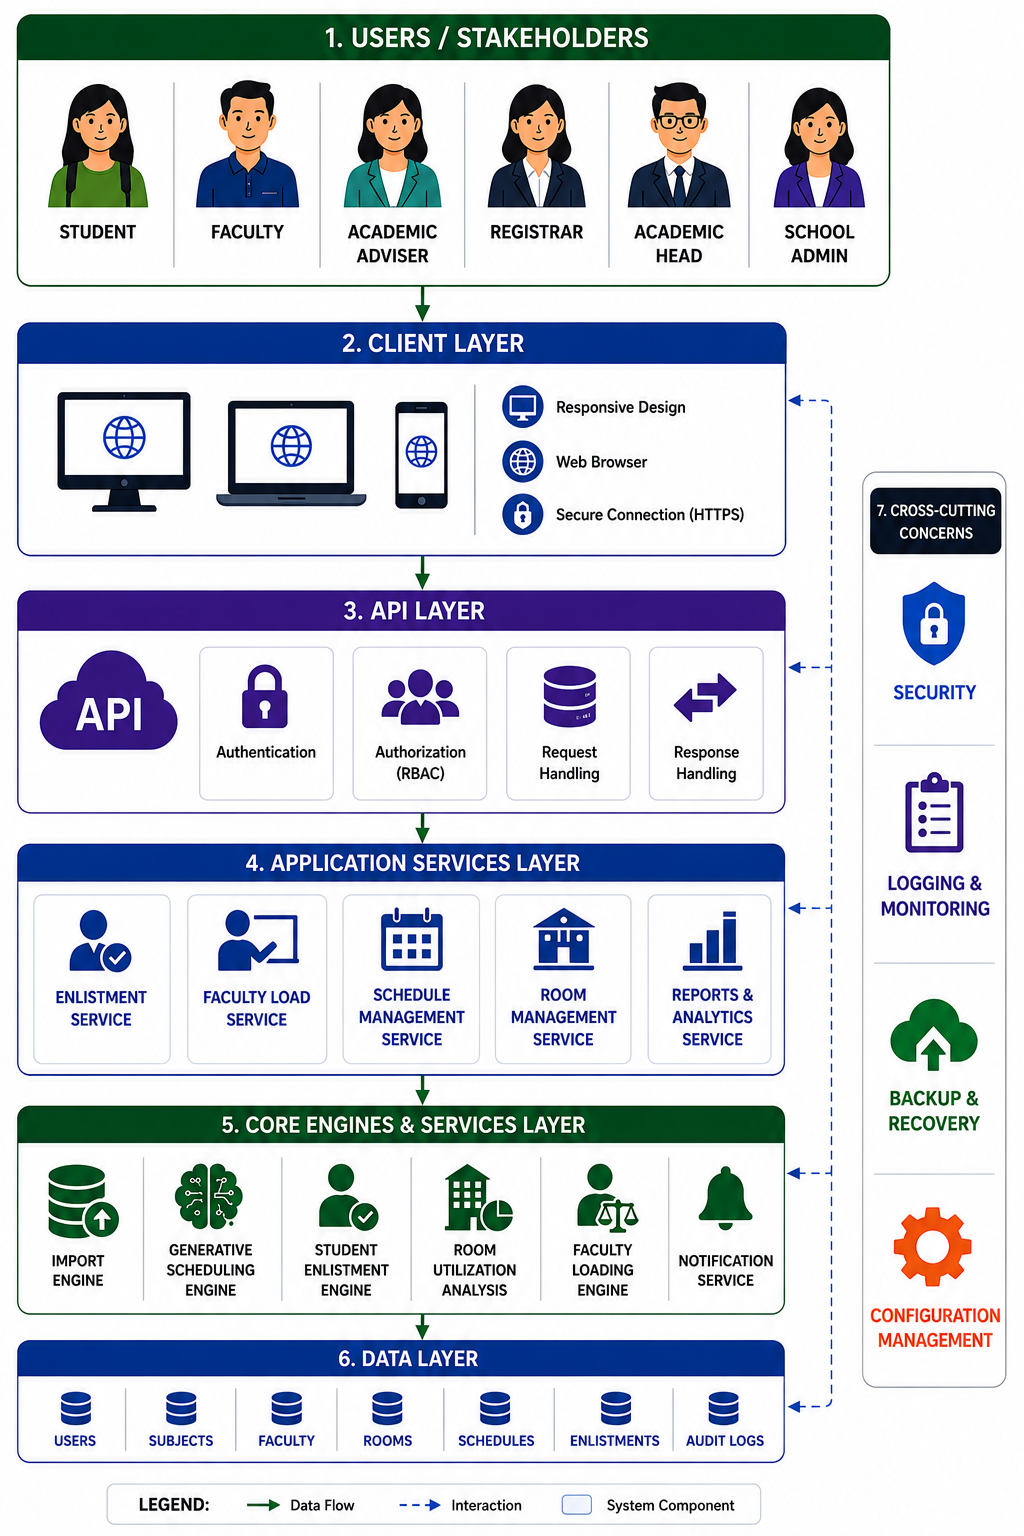 1. USERS / STAKEHOLDERS
STUDENT
FACULTY
ACADEMIC
ADVISER
REGISTRAR
ACADEMIC
HEAD
SCHOOL
ADMIN
2. CLIENT LAYER
Responsive Design
Web Browser
Secure Connection (HTTPS)
3. API LAYER
API
Authentication
Authorization
(RBAC)
Request
Handling
Response
Handling
4. APPLICATION SERVICES LAYER
ENLISTMENT
SERVICE
FACULTY LOAD
SERVICE
SCHEDULE
MANAGEMENT
SERVICE
ROOM
MANAGEMENT
SERVICE
REPORTS &
ANALYTICS
SERVICE
5. CORE ENGINES & SERVICES LAYER
IMPORT
ENGINE
GENERATIVE
SCHEDULING
ENGINE
STUDENT
ENLISTMENT
ENGINE
ROOM
UTILIZATION
ANALYSIS
FACULTY
LOADING
ENGINE
NOTIFICATION
SERVICE
6. DATA LAYER
USERS
SUBJECTS
FACULTY
ROOMS
SCHEDULES
ENLISTMENTS
AUDIT LOGS
7. CROSS-CUTTING
CONCERNS
SECURITY
LOGGING &
MONITORING
BACKUP &
RECOVERY
CONFIGURATION
MANAGEMENT
LEGEND:
Data Flow
Interaction
System Component